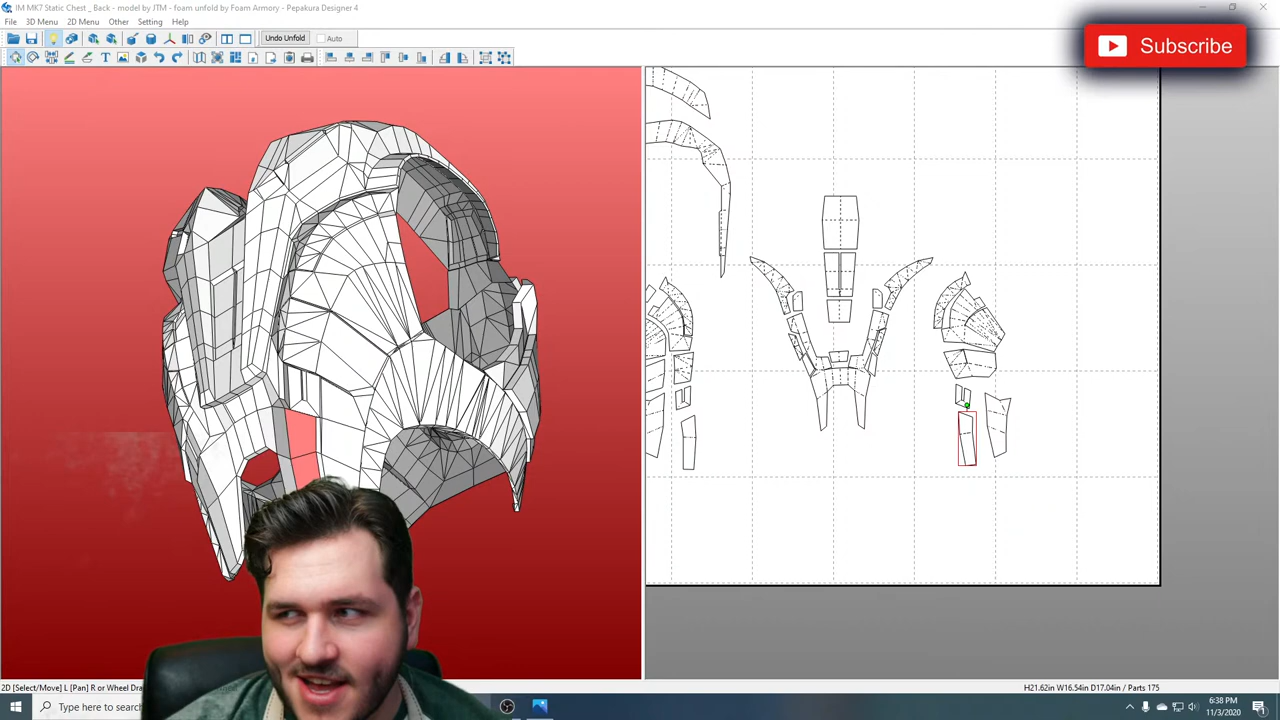 IM MK7 Static Chest _ Back - model by JTM - foam unfold by Foam Armory - Pepakura Designer 4
File 3D Menu 2D Menu Other Setting Help
Undo Unfold
Auto
Subscribe
2D [Select/Move] L [Pan] R or Wheel Dra
H21.62in W16.54in D17.04in / Parts 175
Type here to search
6:38 PM
11/3/2020
1